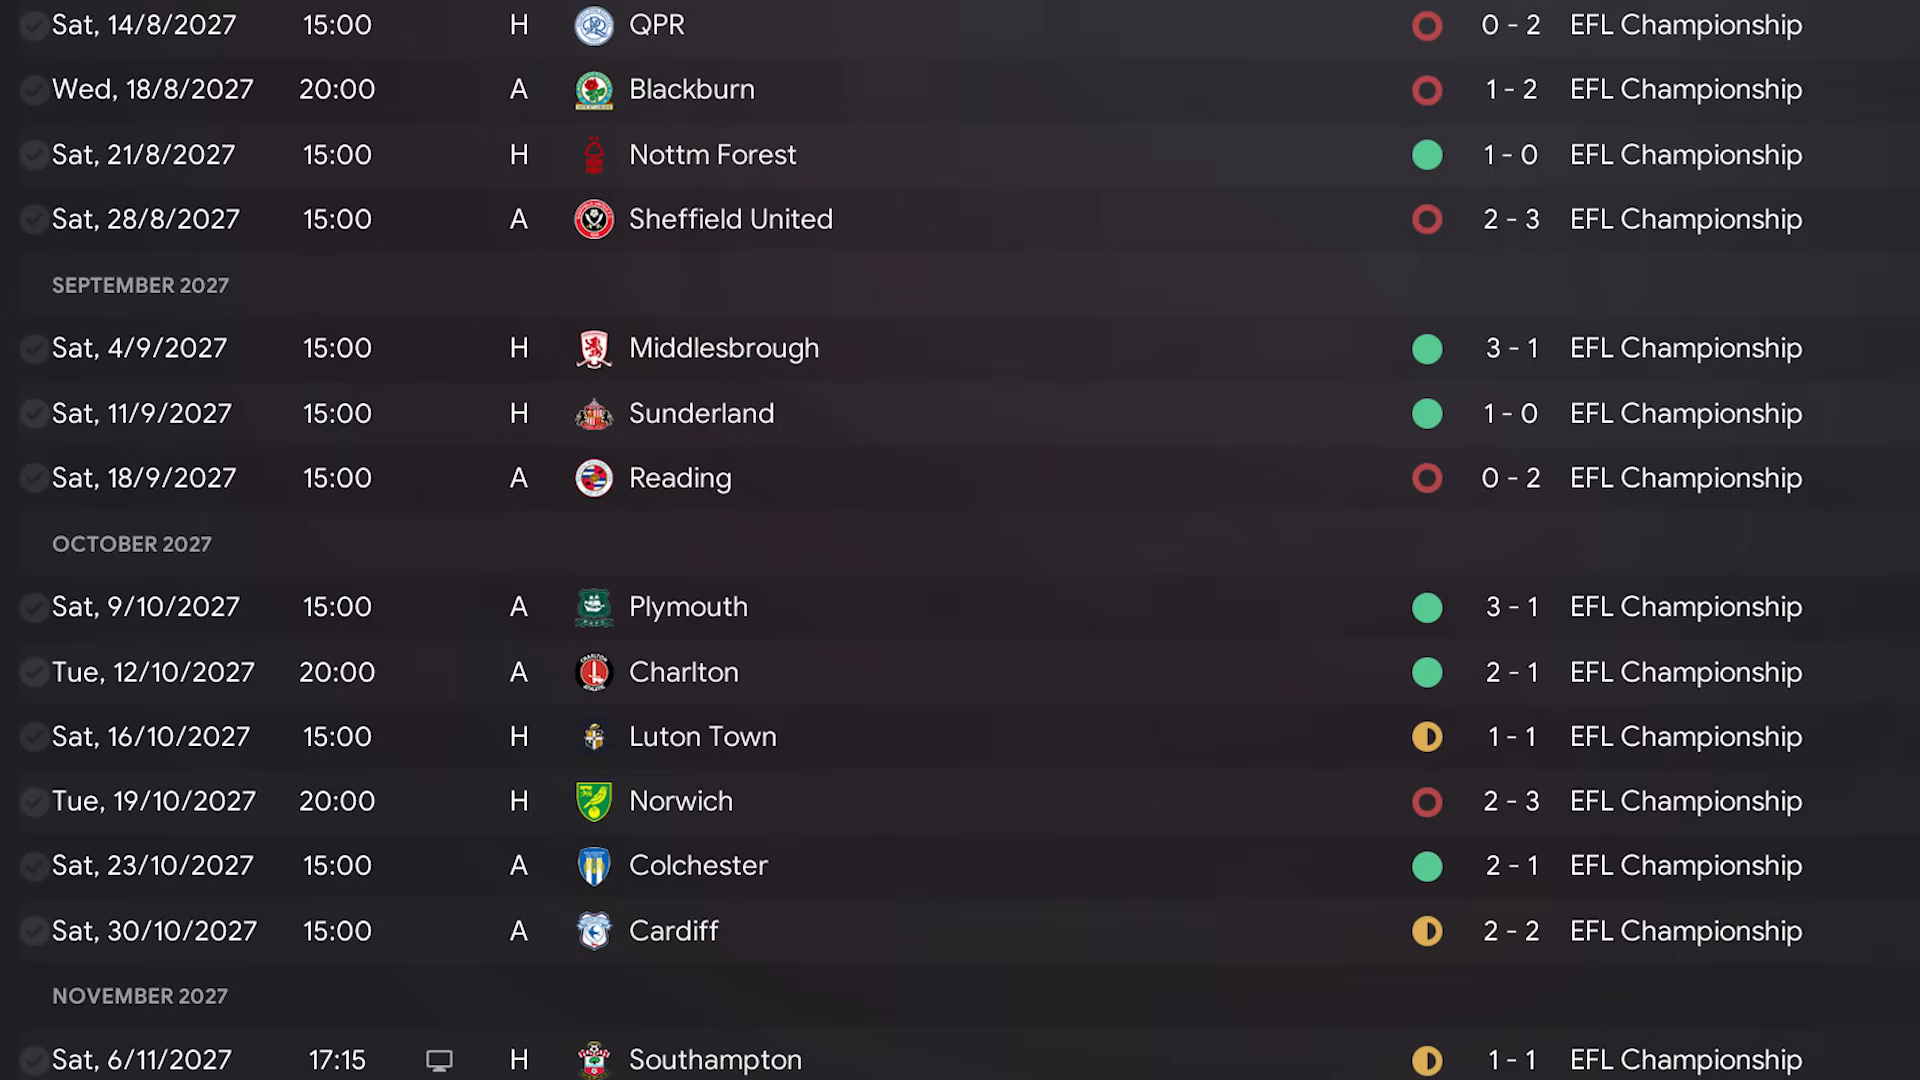 Sat, 14/8/2027 15:00 H QPR 0 - 2 EFL Championship
Wed, 18/8/2027 20:00 A Blackburn 1 - 2 EFL Championship
Sat, 21/8/2027 15:00 H Nottm Forest 1 - 0 EFL Championship
Sat, 28/8/2027 15:00 A Sheffield United 2 - 3 EFL Championship
SEPTEMBER 2027
Sat, 4/9/2027 15:00 H Middlesbrough 3 - 1 EFL Championship
Sat, 11/9/2027 15:00 H Sunderland 1 - 0 EFL Championship
Sat, 18/9/2027 15:00 A Reading 0 - 2 EFL Championship
OCTOBER 2027
Sat, 9/10/2027 15:00 A Plymouth 3 - 1 EFL Championship
Tue, 12/10/2027 20:00 A Charlton 2 - 1 EFL Championship
Sat, 16/10/2027 15:00 H Luton Town 1 - 1 EFL Championship
Tue, 19/10/2027 20:00 H Norwich 2 - 3 EFL Championship
Sat, 23/10/2027 15:00 A Colchester 2 - 1 EFL Championship
Sat, 30/10/2027 15:00 A Cardiff 2 - 2 EFL Championship
NOVEMBER 2027
Sat, 6/11/2027 17:15 H Southampton 1 - 1 EFL Championship